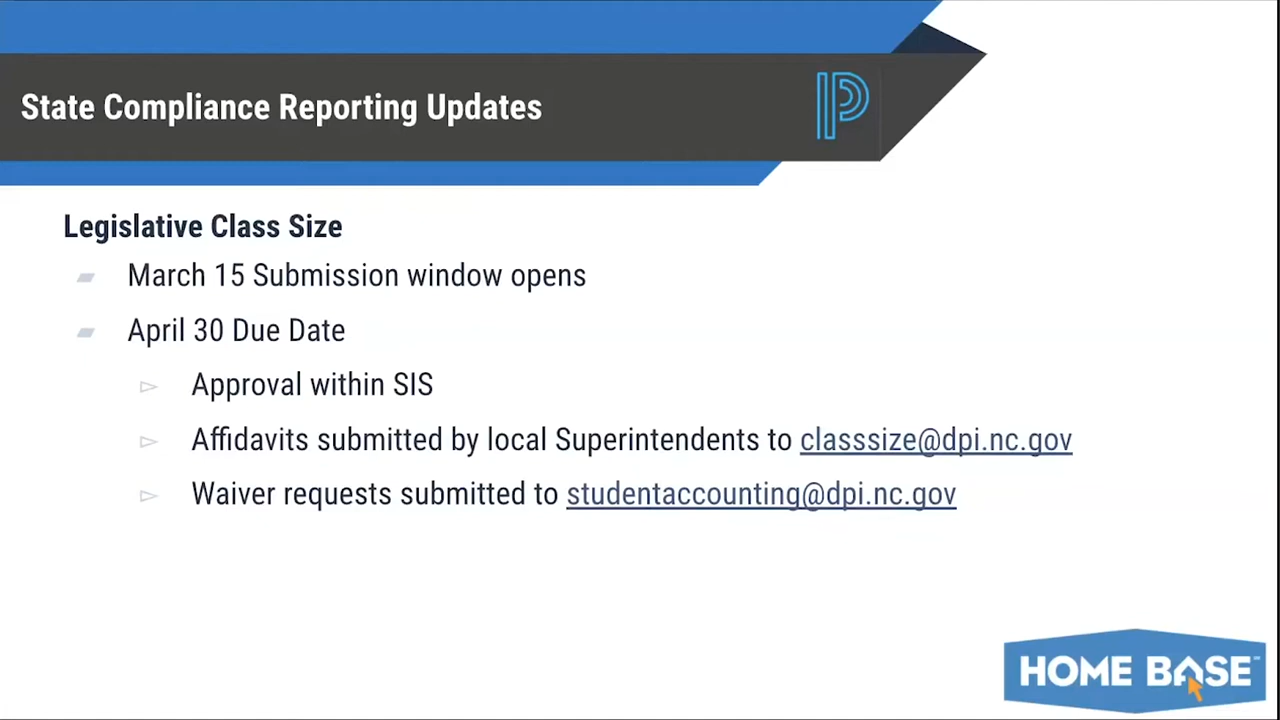 State Compliance Reporting Updates
Legislative Class Size
March 15 Submission window opens
April 30 Due Date
Approval within SIS
Affidavits submitted by local Superintendents to classsize@dpi.nc.gov
Waiver requests submitted to studentaccounting@dpi.nc.gov
HOME BASE